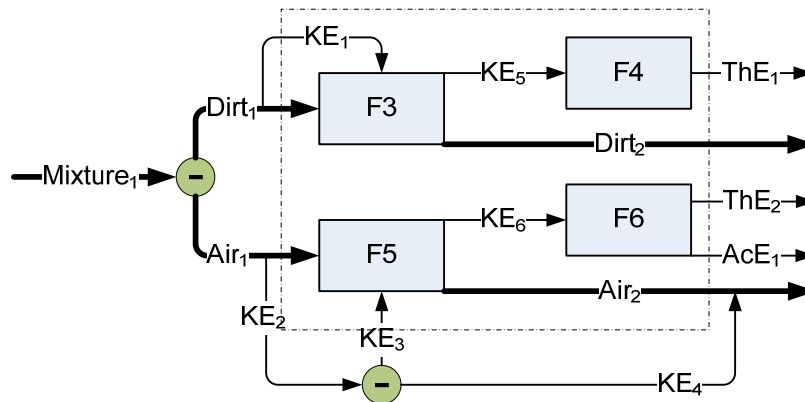 KE₁
KE₅
F4
ThE₁
F3
Dirt₁
Dirt₂
Mixture₁
-
ThE₂
KE₆
F6
Air₁
F5
AcE₁
Air₂
KE₂
KE₃
-
KE₄